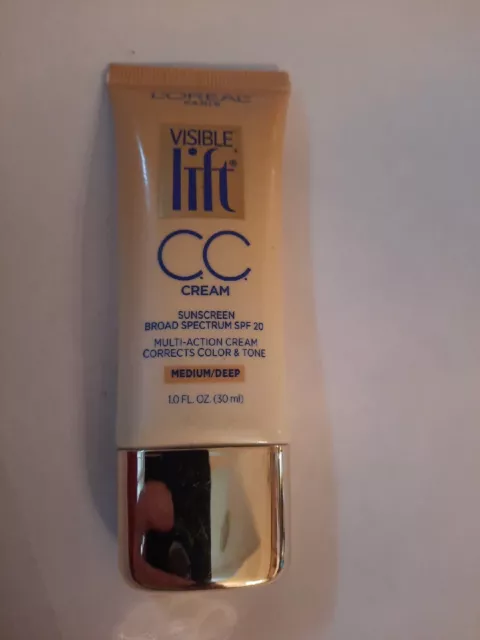 L'ORÉAL
PARIS
VISIBLE
lift®
C.C.
CREAM
SUNSCREEN
BROAD SPECTRUM SPF 20
MULTI-ACTION CREAM
CORRECTS COLOR & TONE
MEDIUM/DEEP
1.0 FL. OZ. (30 ml)